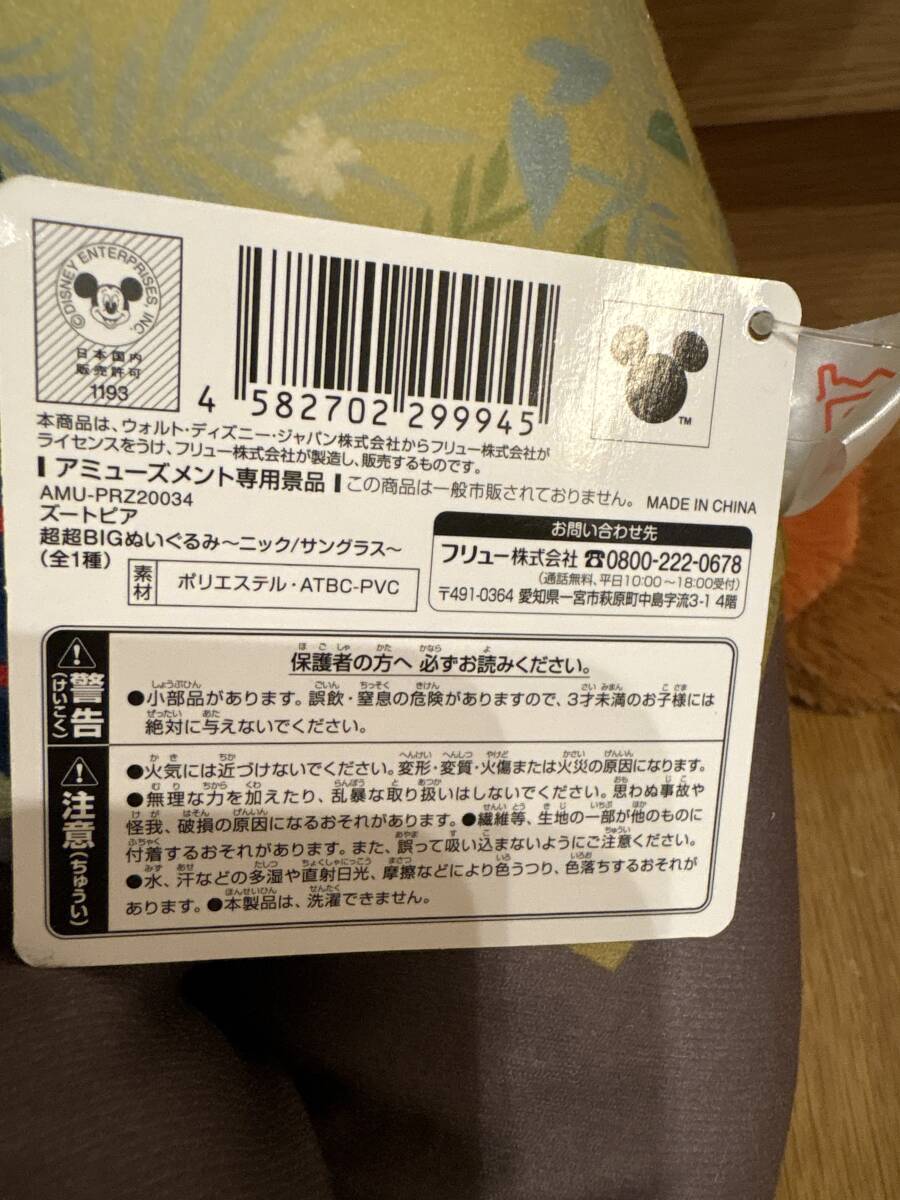 ©DISNEY ENTERPRISES, INC.
日本国内
販売許可
1193
4 582702 299945
TM
本商品は、ウォルト・ディズニー・ジャパン株式会社からフリュー株式会社が
ライセンスをうけ、フリュー株式会社が製造し、販売するものです。
アミューズメント専用景品 この商品は一般市販されておりません。 MADE IN CHINA
AMU-PRZ20034
ズートピア
超超BIGぬいぐるみ～ニック/サングラス～
(全1種)
素材 ポリエステル・ATBC-PVC
お問い合わせ先
フリュー株式会社 ☎0800-222-0678
(通話無料、平日10:00～18:00受付)
〒491-0364 愛知県一宮市萩原町中島字流3-1 4階
警告(けいこく)
保護者の方へ 必ずお読みください。
●小部品があります。誤飲・窒息の危険がありますので、3才未満のお子様には
絶対に与えないでください。
注意(ちゅうい)
●火気には近づけないでください。変形・変質・火傷または火災の原因になります。
●無理な力を加えたり、乱暴な取り扱いはしないでください。思わぬ事故や
怪我、破損の原因になるおそれがあります。●繊維等、生地の一部が他のものに
付着するおそれがあります。また、誤って吸い込まないようにご注意ください。
●水、汗などの多湿や直射日光、摩擦などにより色うつり、色落ちするおそれが
あります。●本製品は、洗濯できません。